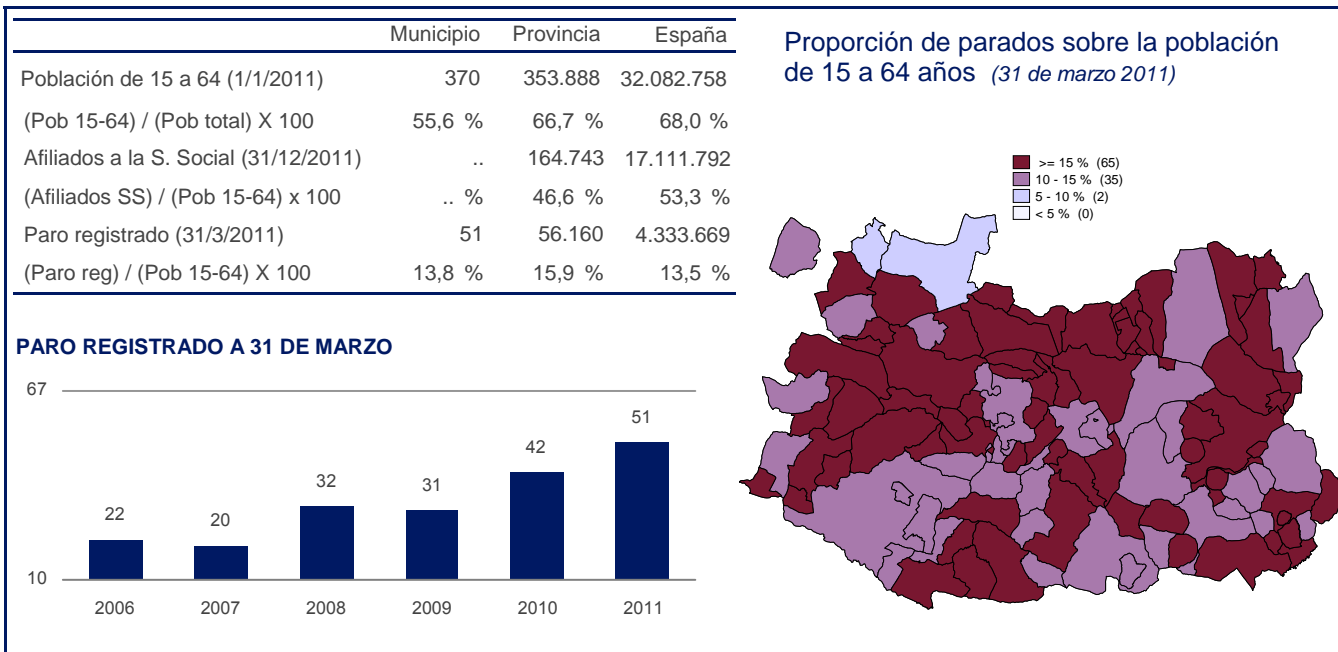 Municipio Provincia España
Población de 15 a 64 (1/1/2011) 370 353.888 32.082.758
(Pob 15-64) / (Pob total) X 100 55,6 % 66,7 % 68,0 %
Afiliados a la S. Social (31/12/2011) .. 164.743 17.111.792
(Afiliados SS) / (Pob 15-64) x 100 .. % 46,6 % 53,3 %
Paro registrado (31/3/2011) 51 56.160 4.333.669
(Paro reg) / (Pob 15-64) X 100 13,8 % 15,9 % 13,5 %
PARO REGISTRADO A 31 DE MARZO
67
51
42
32
31
22
20
10
2006 2007 2008 2009 2010 2011
Proporción de parados sobre la población
de 15 a 64 años (31 de marzo 2011)
>= 15 % (65)
10 - 15 % (35)
5 - 10 % (2)
< 5 % (0)